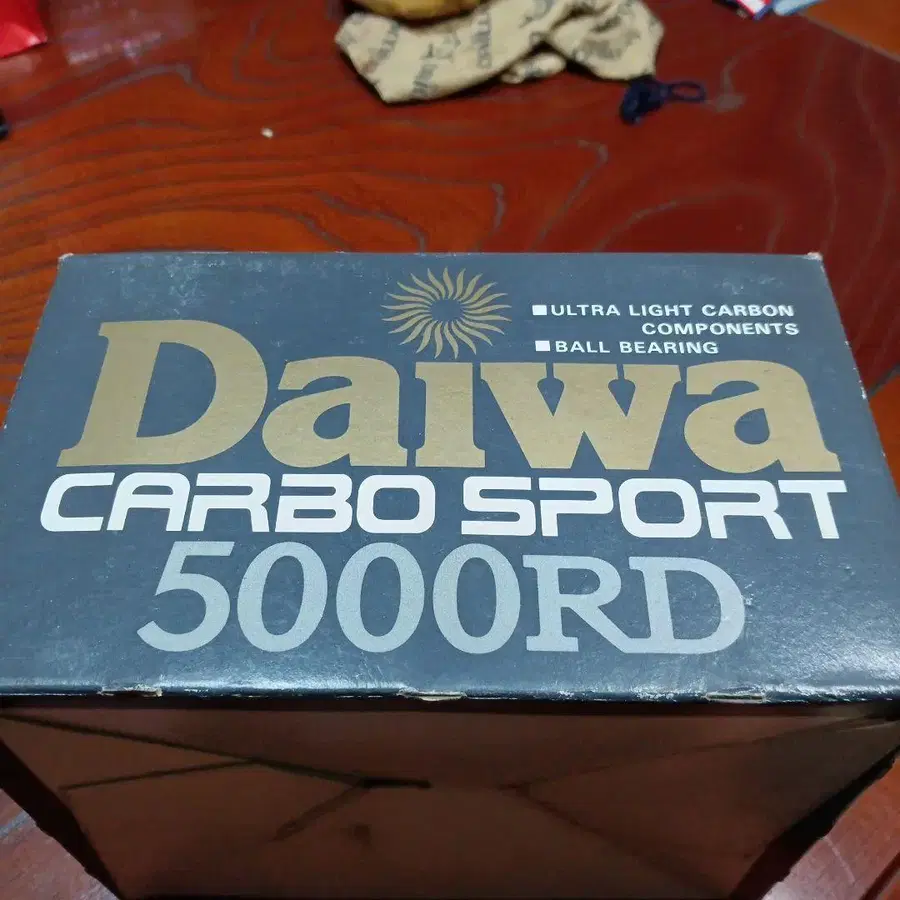 ■ULTRA LIGHT CARBON
COMPONENTS
■BALL BEARING
Daiwa
CARBO SPORT
5000RD